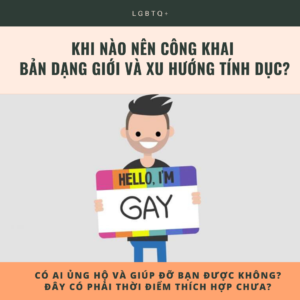 LGBTQ+
KHI NÀO NÊN CÔNG KHAI
BẢN DẠNG GIỚI VÀ XU HƯỚNG TÍNH DỤC?
HELLO, I'M
GAY
CÓ AI ỦNG HỘ VÀ GIÚP ĐỠ BẠN ĐƯỢC KHÔNG?
ĐÂY CÓ PHẢI THỜI ĐIỂM THÍCH HỢP CHƯA?